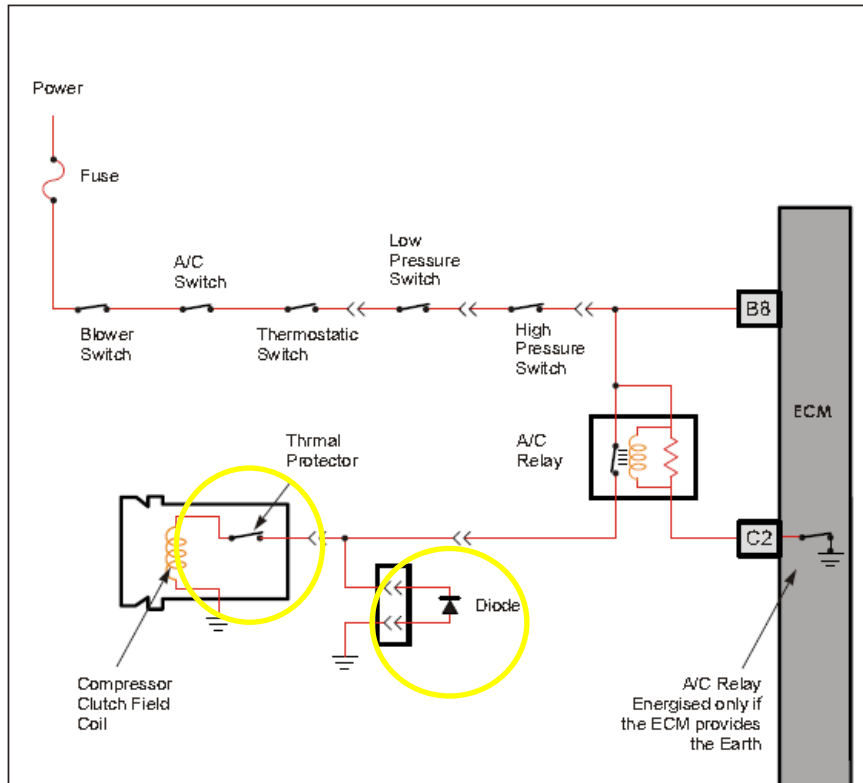 Power
Fuse
A/C
Switch
Low
Pressure
Switch
Blower
Switch
Thermostatic
Switch
High
Pressure
Switch
B8
ECM
A/C
Relay
Thrmal
Protector
C2
Diode
Compressor
Clutch Field
Coil
A/C Relay
Energised only if
the ECM provides
the Earth